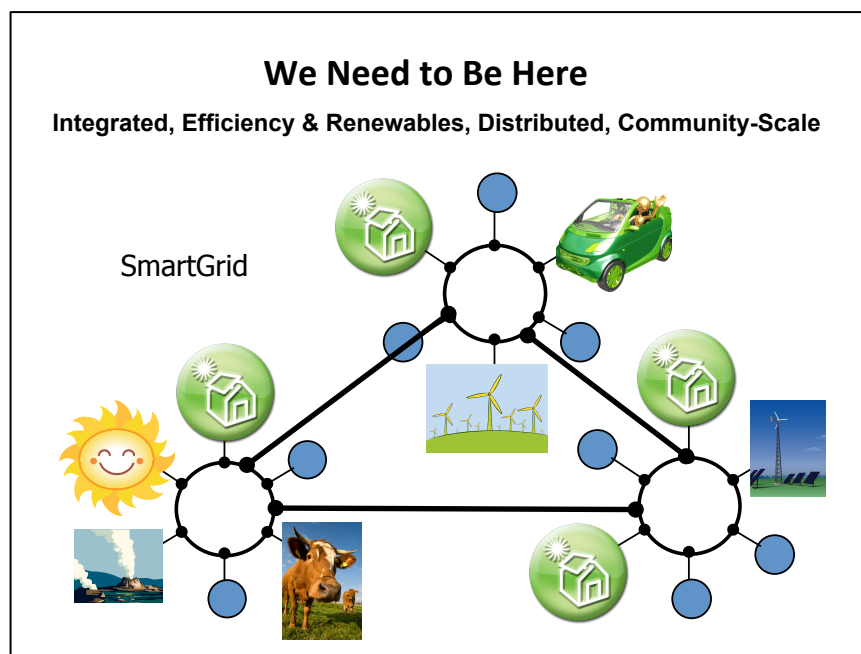 We Need to Be Here
Integrated, Efficiency & Renewables, Distributed, Community-Scale
SmartGrid